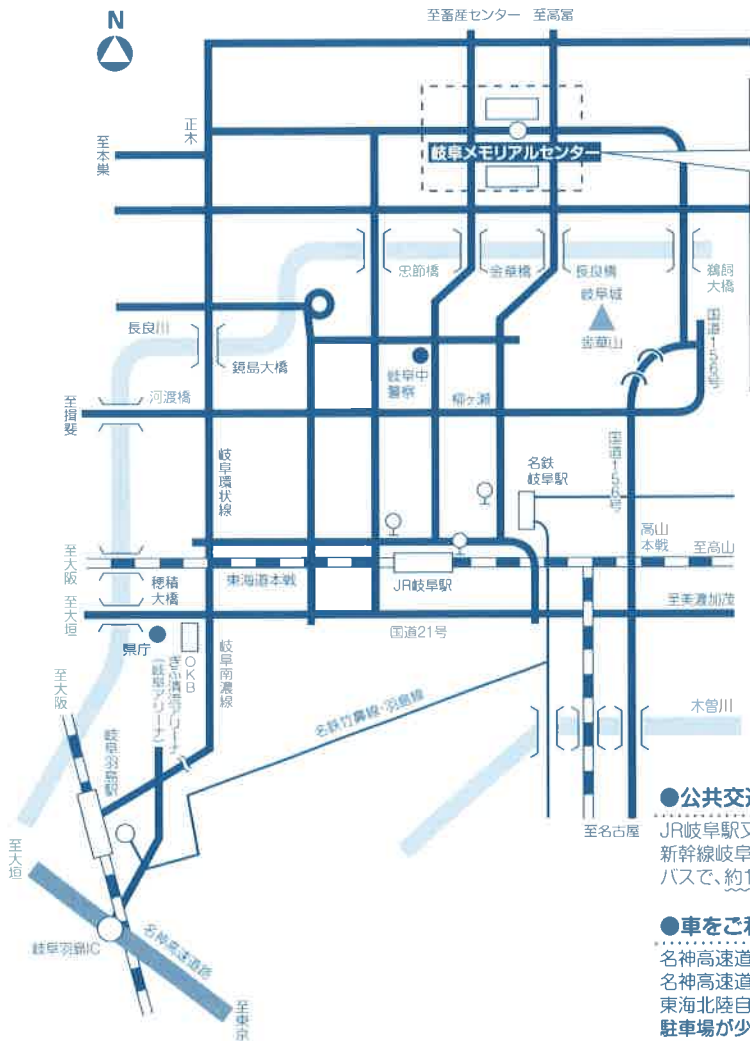 N
至畜産センター 至高富
正木
至本巣
岐阜メモリアルセンター
忠節橋
金華橋
長良橋
鵜飼
大橋
岐阜城
金華山
長良川
鏡島大橋
国道156号
岐阜中
警察
河渡橋
至揖斐
柳ヶ瀬
岐阜環状線
国道156号
名鉄
岐阜駅
高山
本戦
至高山
至大阪
穂積
大橋
東海道本戦
JR岐阜駅
至大垣
至美濃加茂
国道21号
県庁
OKB
ぎふ清流アリーナ
(岐阜アリーナ)
岐阜南濃線
至大阪
岐阜羽島駅
名鉄竹鼻線・羽島線
木曽川
至名古屋
至大垣
岐阜羽島IC
名神高速道路
至東京
●公共交通
JR岐阜駅又
新幹線岐阜
バスで、約1
●車をご利
名神高速道
名神高速道
東海北陸自
駐車場が少